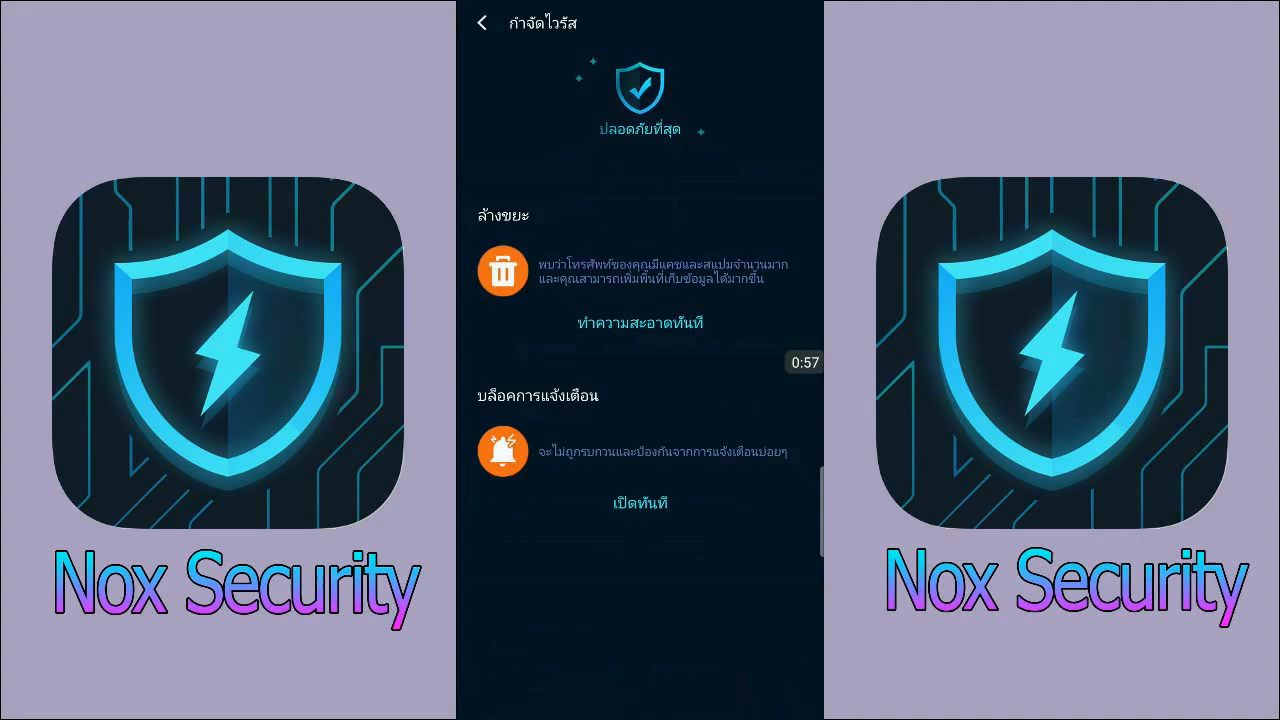 กำจัดไวรัส
ปลอดภัยที่สุด
ล้างขยะ
พบว่าโทรศัพท์ของคุณมีแคชและสแปมจำนวนมาก
และคุณสามารถเพิ่มพื้นที่เก็บข้อมูลได้มากขึ้น
ทำความสะอาดทันที
0:57
บล็อคการแจ้งเตือน
จะไม่ถูกรบกวนและป้องกันจากการแจ้งเตือนบ่อยๆ
เปิดทันที
Nox Security
Nox Security